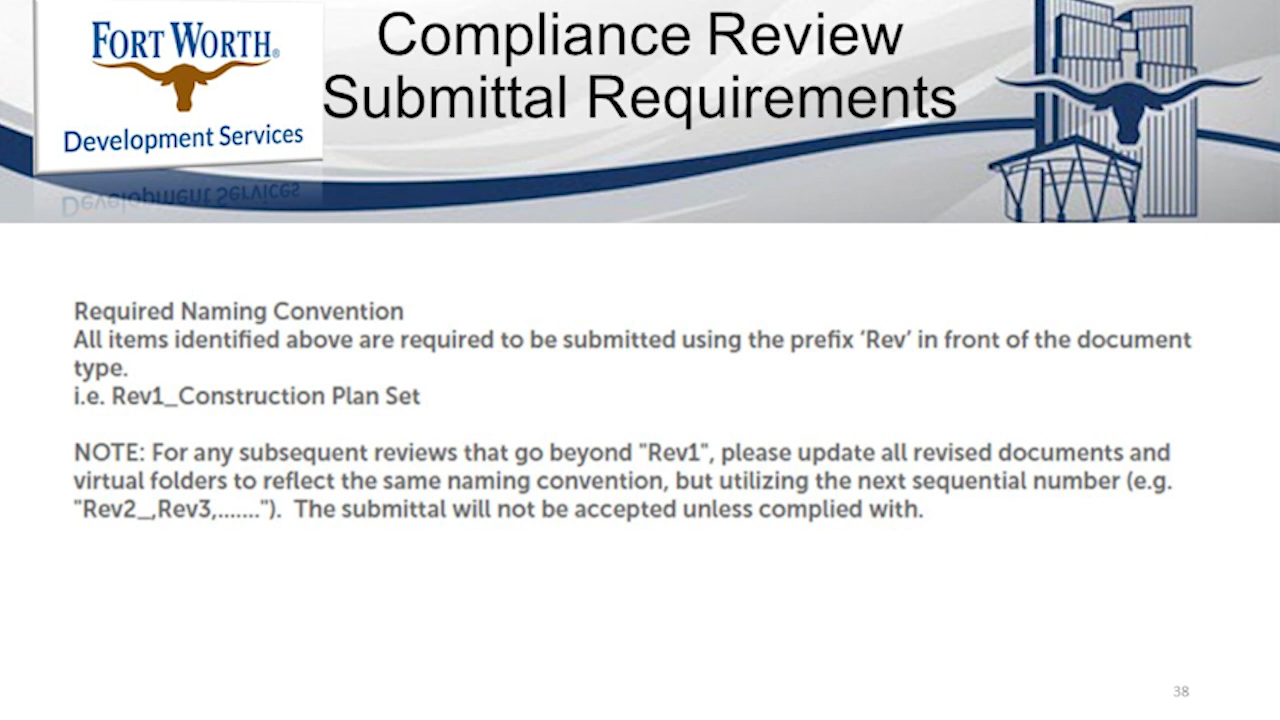 FORT WORTH®
Development Services
Compliance Review
Submittal Requirements
Required Naming Convention
All items identified above are required to be submitted using the prefix ‘Rev’ in front of the document
type.
i.e. Rev1_Construction Plan Set
NOTE: For any subsequent reviews that go beyond "Rev1", please update all revised documents and
virtual folders to reflect the same naming convention, but utilizing the next sequential number (e.g.
"Rev2_,Rev3,......."). The submittal will not be accepted unless complied with.
38